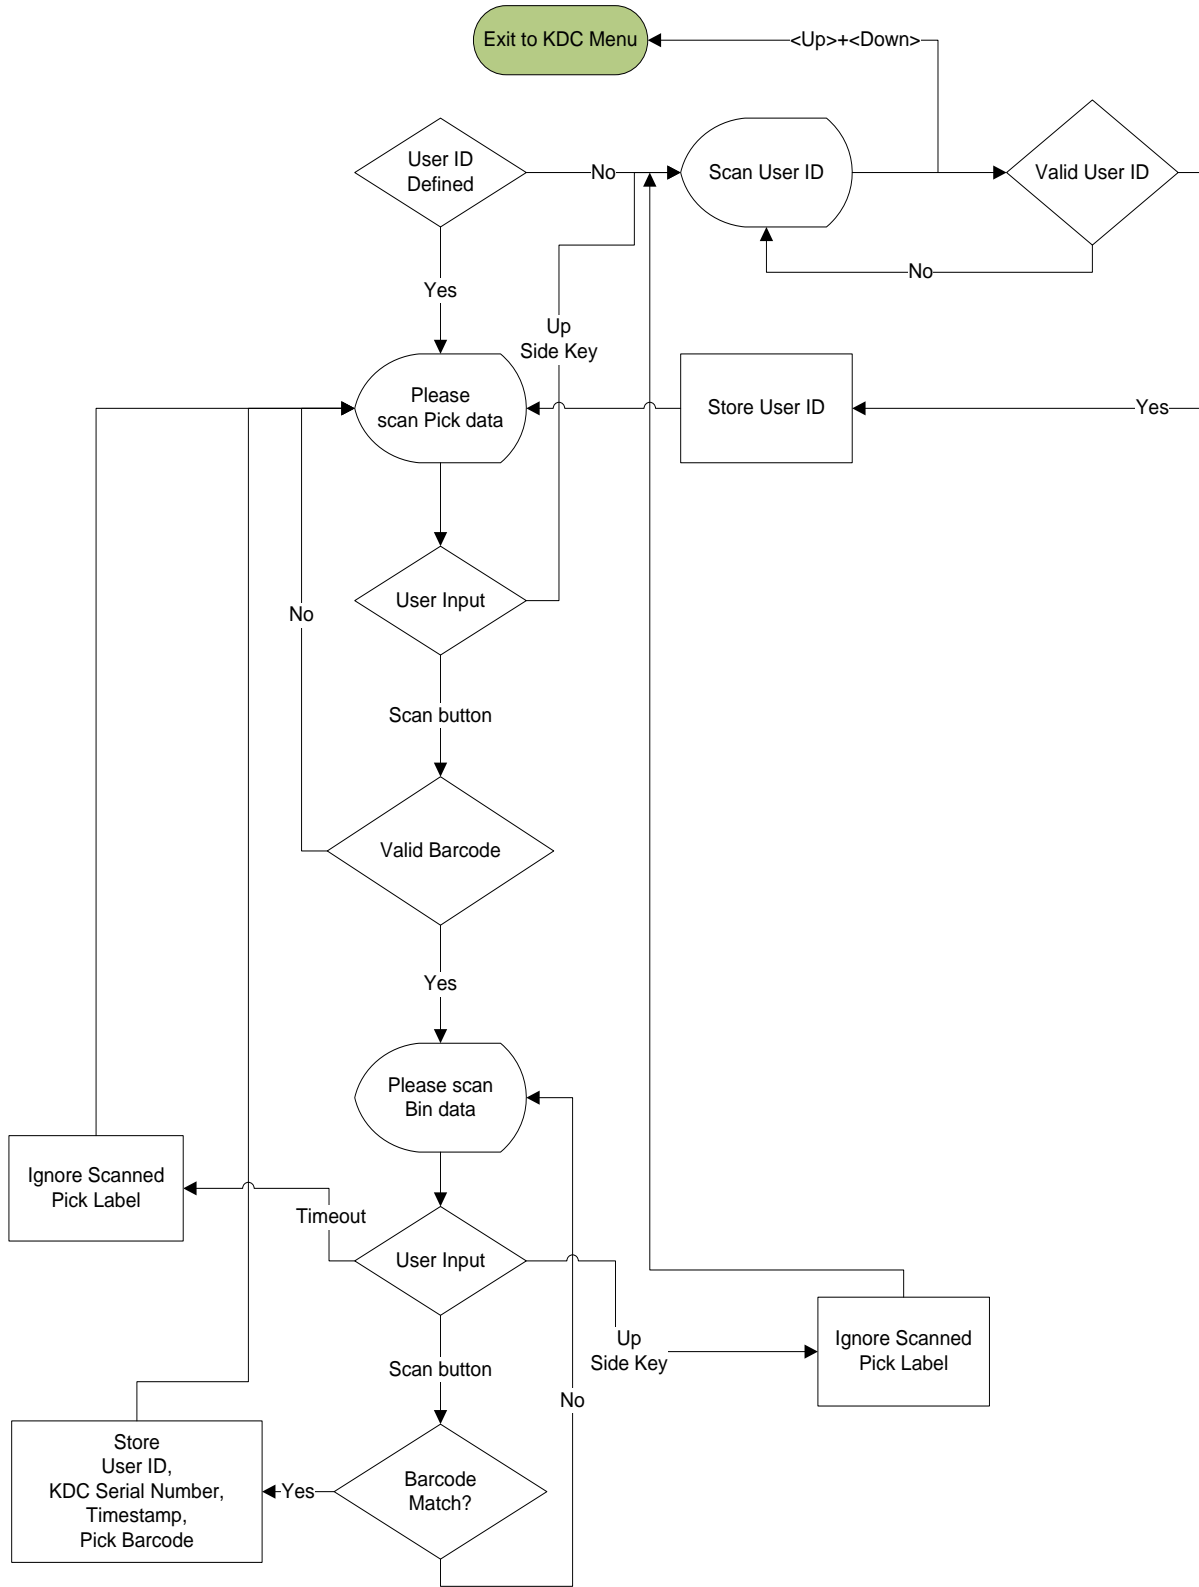 Exit to KDC Menu
<Up>+<Down>
User ID
Defined
No
Scan User ID
Valid User ID
No
Yes
Up
Side Key
Please
scan Pick data
Store User ID
Yes
User Input
No
Scan button
Valid Barcode
Yes
Please scan
Bin data
Ignore Scanned
Pick Label
Timeout
User Input
Up
Side Key
Ignore Scanned
Pick Label
Scan button
No
Store
User ID,
KDC Serial Number,
Timestamp,
Pick Barcode
Yes
Barcode
Match?